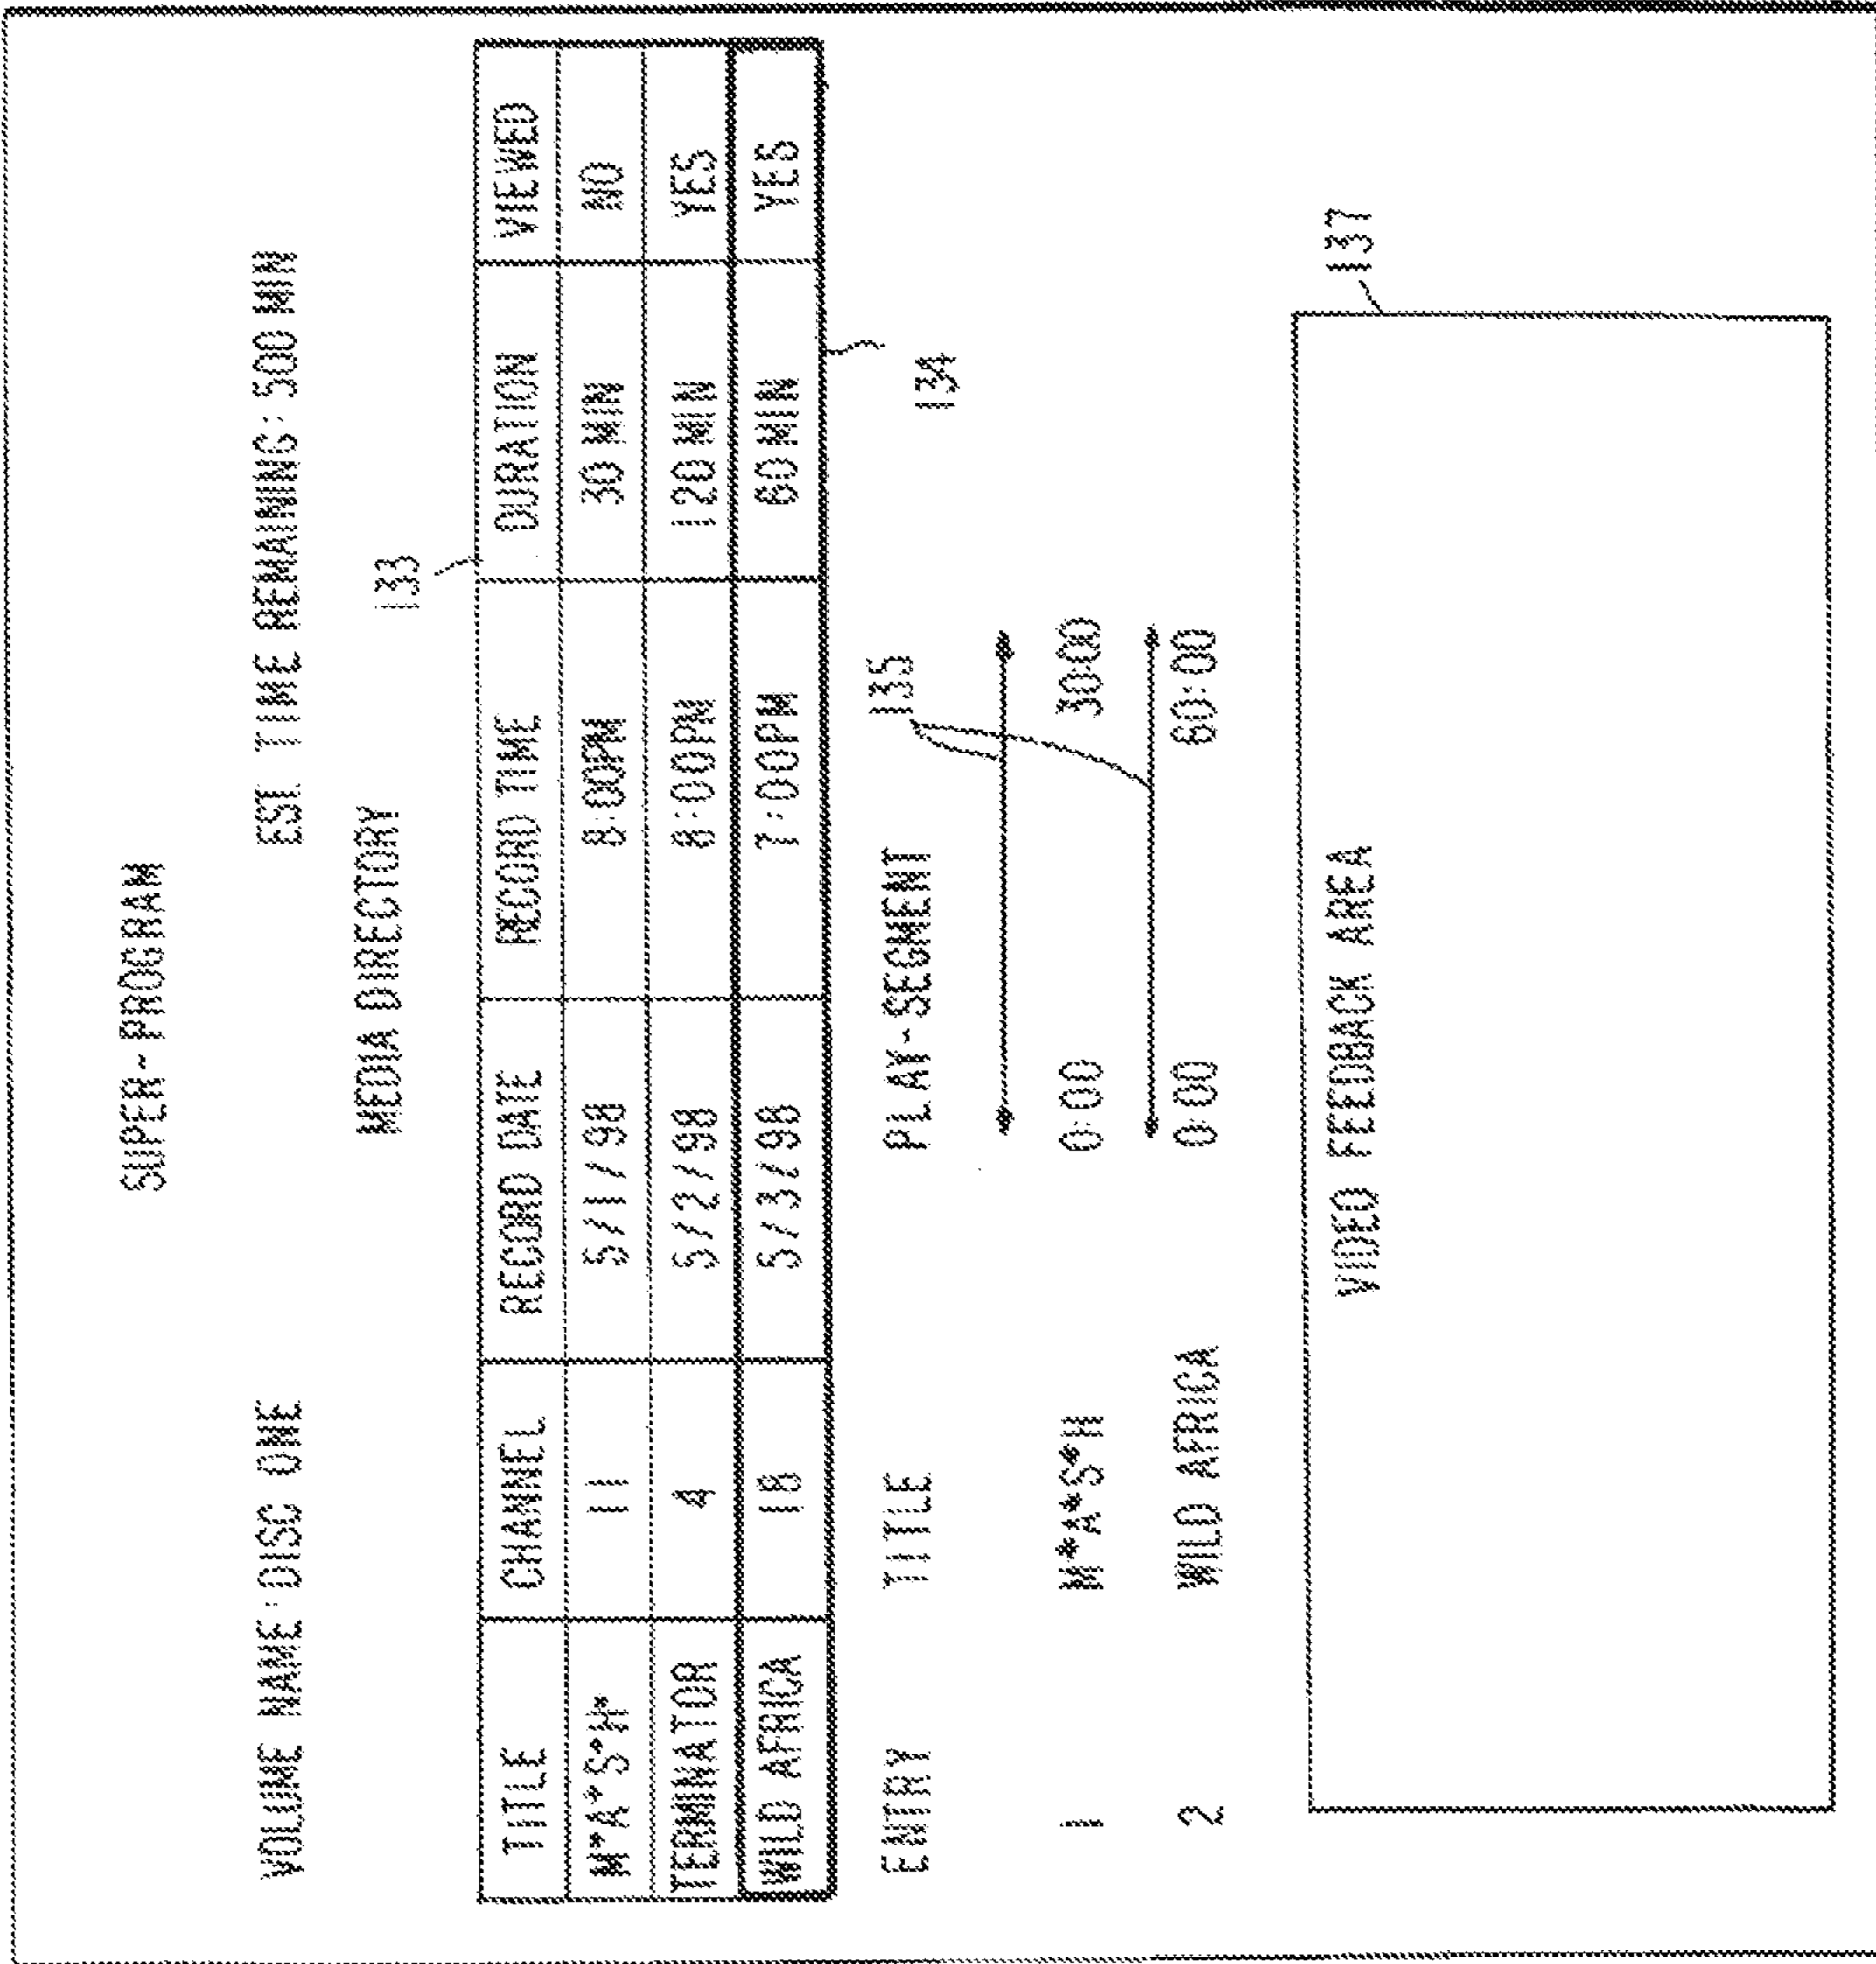 SUPER-PROGRAM
VOLUME NAME: DISC ONE EST TIME REMAINING: 500 MIN
MEDIA DIRECTORY
133
TITLE CHANNEL RECORD DATE RECORD TIME DURATION VIEWED
M*A*S*H* 11 5/1/98 8:00PM 30 MIN NO
TERMINATOR 4 5/2/98 8:00PM 120 MIN YES
WILD AFRICA 18 5/3/98 7:00PM 60 MIN YES
134
ENTRY TITLE PLAY-SEGMENT 135
1 M*A*S*H 0:00 30:00
2 WILD AFRICA 0:00 60:00
VIDEO FEEDBACK AREA
137